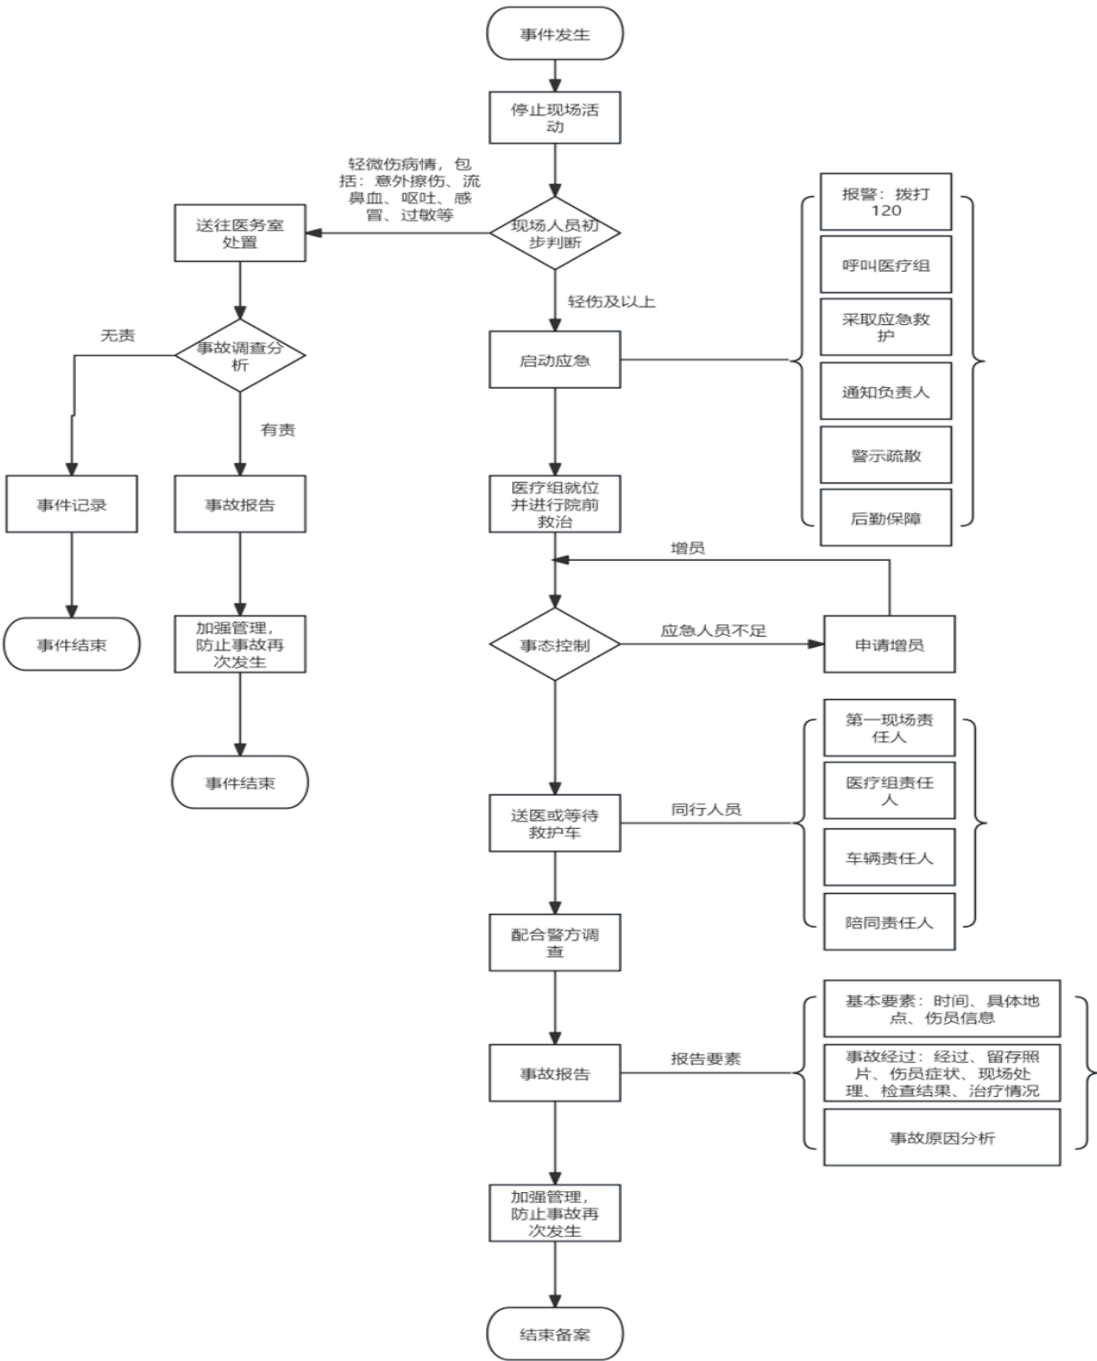 事件发生
停止现场活
动
轻微伤病情，包
括：意外擦伤、流
鼻血、呕吐、感
冒、过敏等
现场人员初
步判断
送往医务室
处置
轻伤及以上
无责
事故调查分
析
有责
事件记录
事故报告
事件结束
加强管理，
防止事故再
次发生
事件结束
启动应急
报警：拨打
120
呼叫医疗组
采取应急救
护
通知负责人
警示疏散
后勤保障
医疗组就位
并进行院前
救治
增员
事态控制
应急人员不足
申请增员
送医或等待
救护车
同行人员
第一现场责
任人
医疗组责任
人
车辆责任人
陪同责任人
配合警方调
查
事故报告
报告要素
基本要素：时间、具体地
点、伤员信息
事故经过：经过、留存照
片、伤员症状、现场处
理、检查结果、治疗情况
事故原因分析
加强管理，
防止事故再
次发生
结束备案